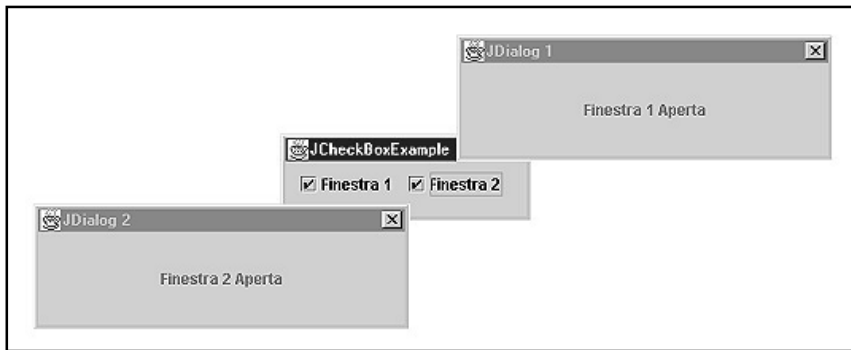 JDialog 1
Finestra 1 Aperta
JCheckBoxExample
Finestra 1 Finestra 2
JDialog 2
Finestra 2 Aperta